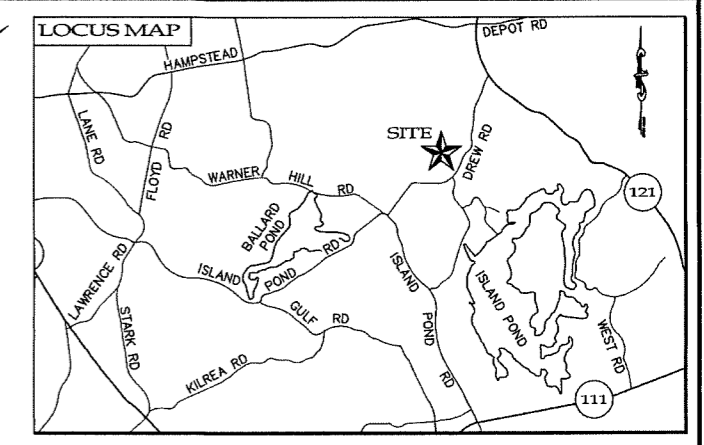 LOCUS MAP
DEPOT RD
HAMPSTEAD
LANE RD
FLOYD RD
SITE
DREW RD
WARNER HILL RD
121
BALLARD POND
ISLAND POND RD
LAWRENCE RD
ISLAND POND RD
ISLAND POND
STARK RD
GULF RD
WEST RD
KILREA RD
111